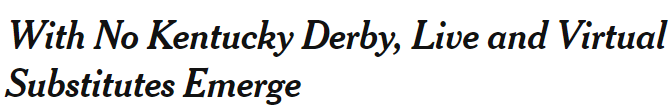 With No Kentucky Derby, Live and Virtual
Substitutes Emerge